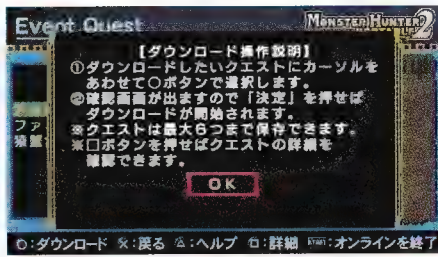 Event Quest
MONSTER HUNTER 2
【ダウンロード操作説明】
①ダウンロードしたいクエストにカーソルを
あわせて○ボタンで選択します。
②確認画面が出ますので「決定」を押せば
ダウンロードが開始されます。
※クエストは最大6つまで保存できます。
※□ボタンを押せばクエストの詳細を
確認できます。
ファ
OK
○:ダウンロード ×:戻る △:ヘルプ □:詳細 START:オンラインを終了